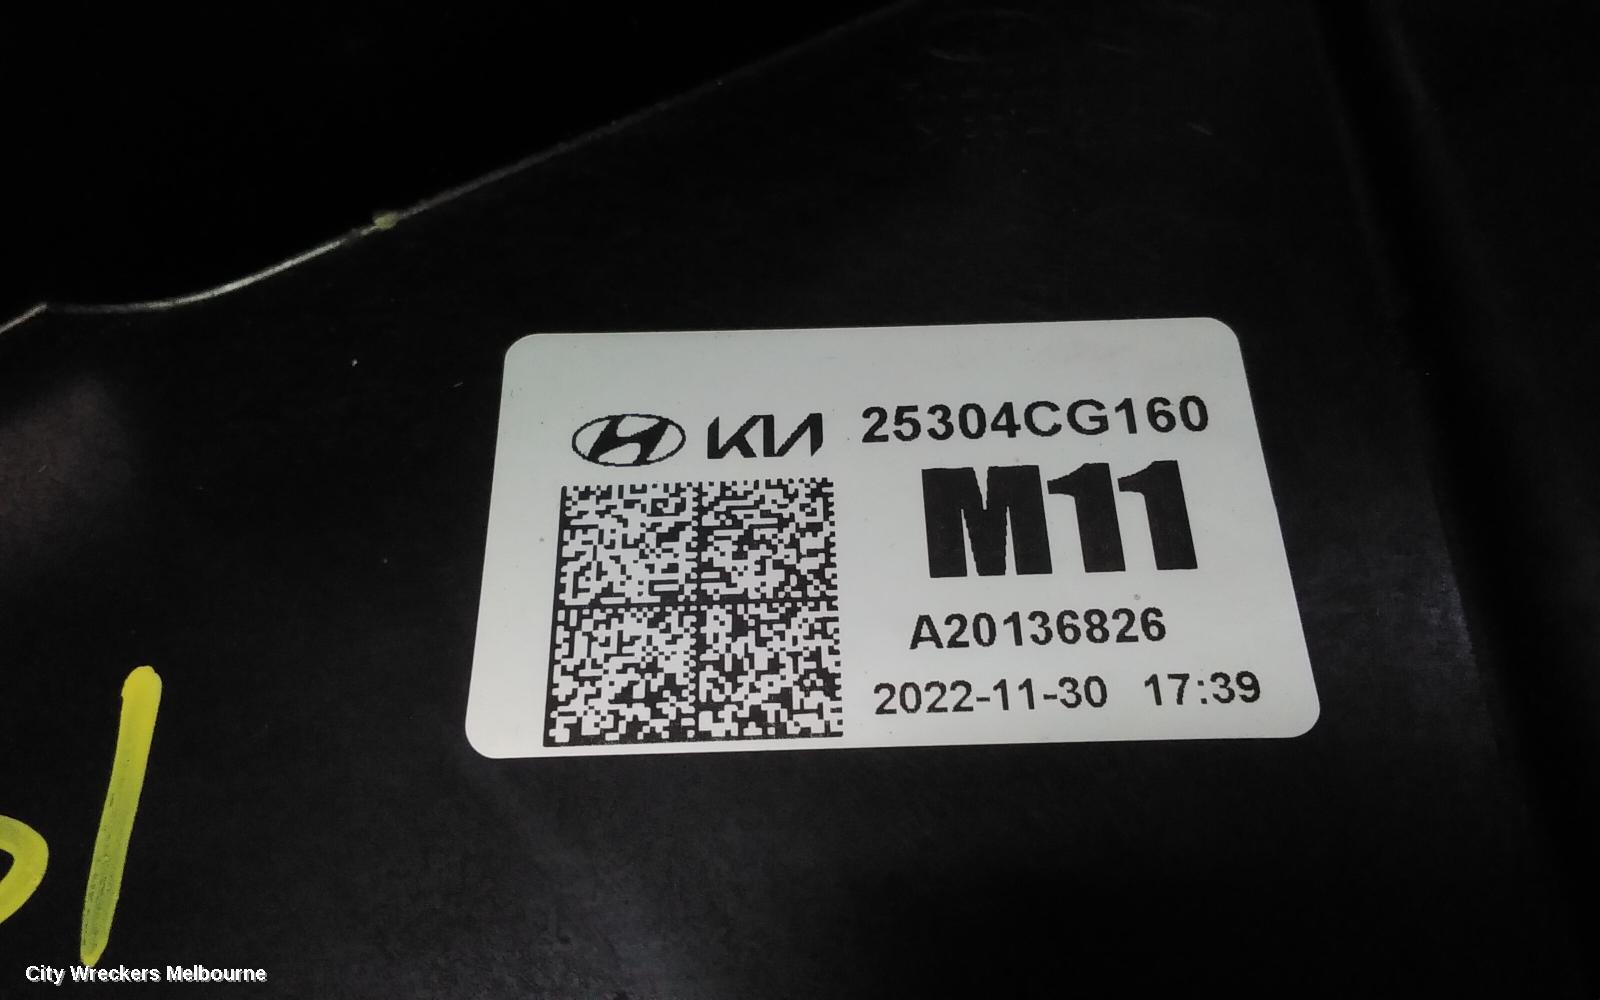 KIA 25304CG160
M11
A20136826
2022-11-30 17:39
City Wreckers Melbourne